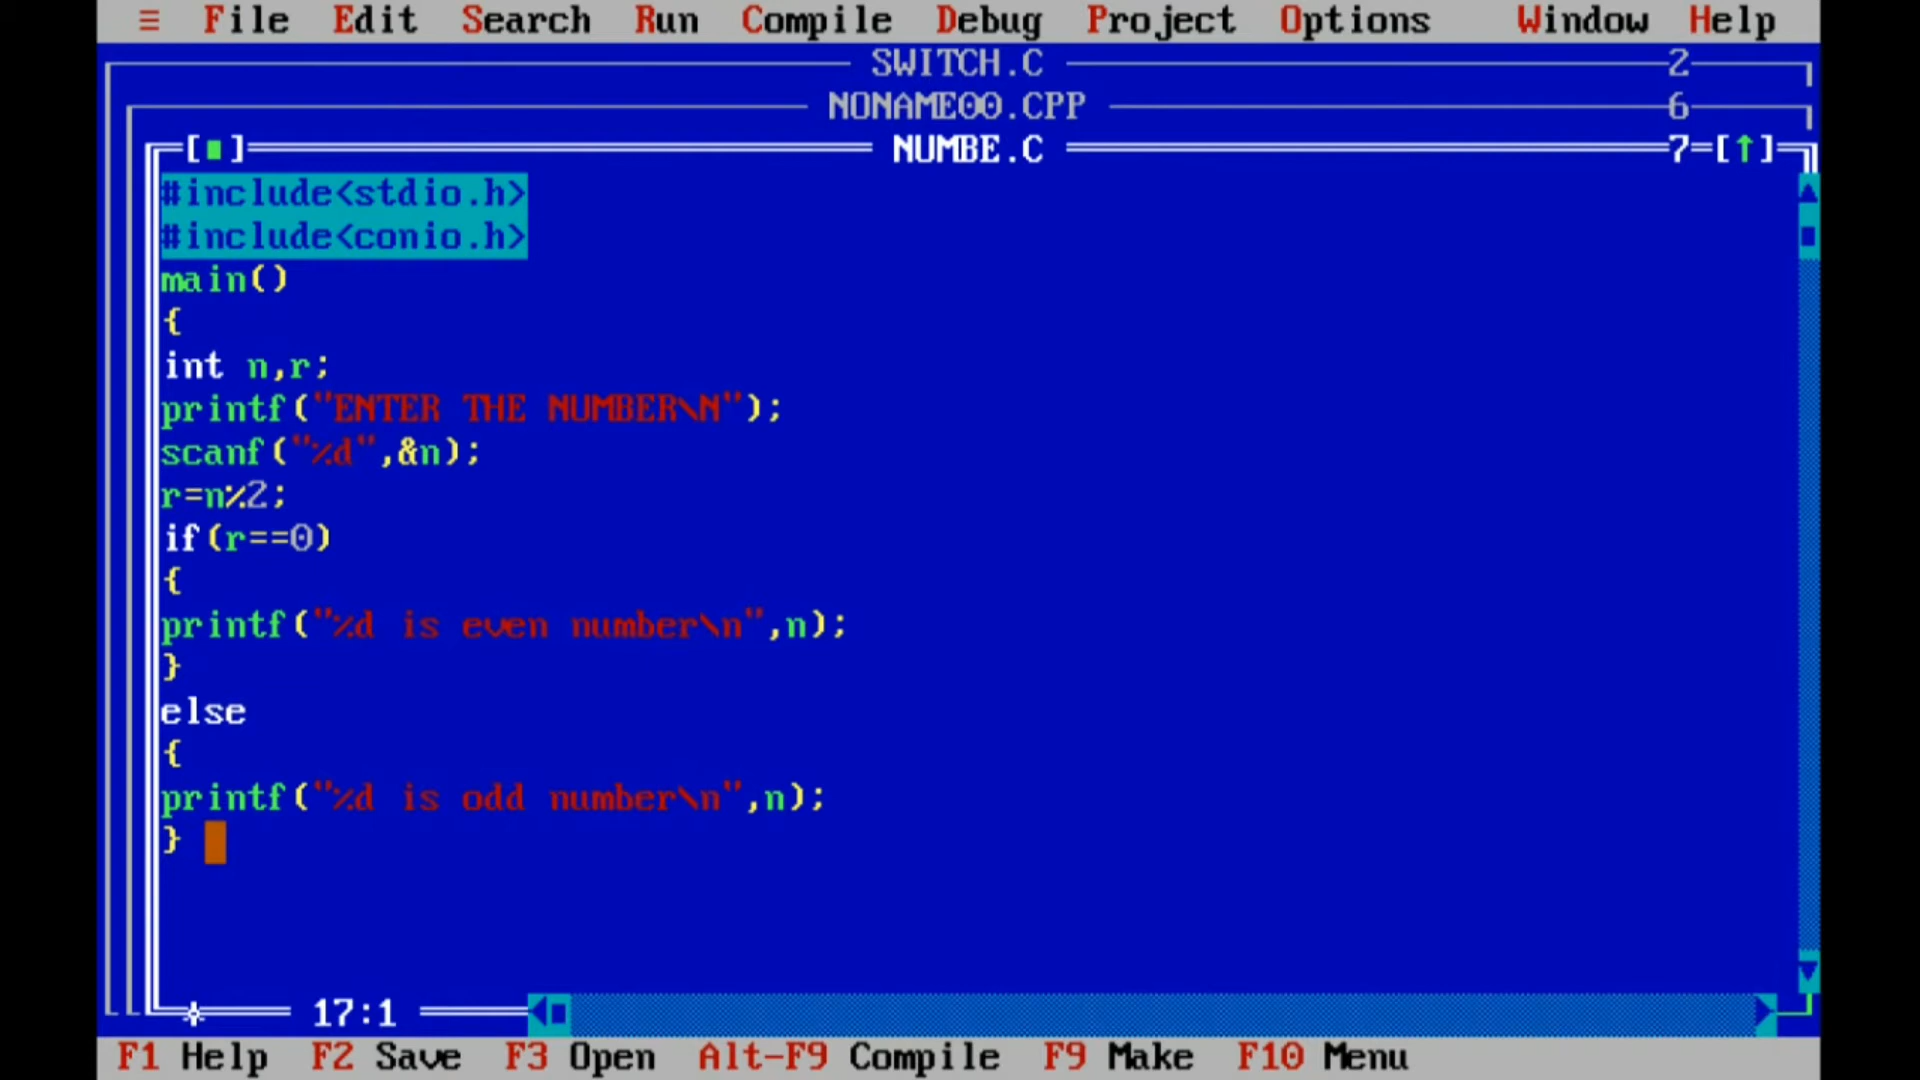 ≡ File Edit Search Run Compile Debug Project Options Window Help
SWITCH.C 2
NONAME00.CPP 6
[■] NUMBE.C 7=[↑]
#include<stdio.h>
#include<conio.h>
main()
{
int n,r;
printf("ENTER THE NUMBER\N");
scanf("%d",&n);
r=n%2;
if(r==0)
{
printf("%d is even number\n",n);
}
else
{
printf("%d is odd number\n",n);
}
17:1
F1 Help F2 Save F3 Open Alt-F9 Compile F9 Make F10 Menu